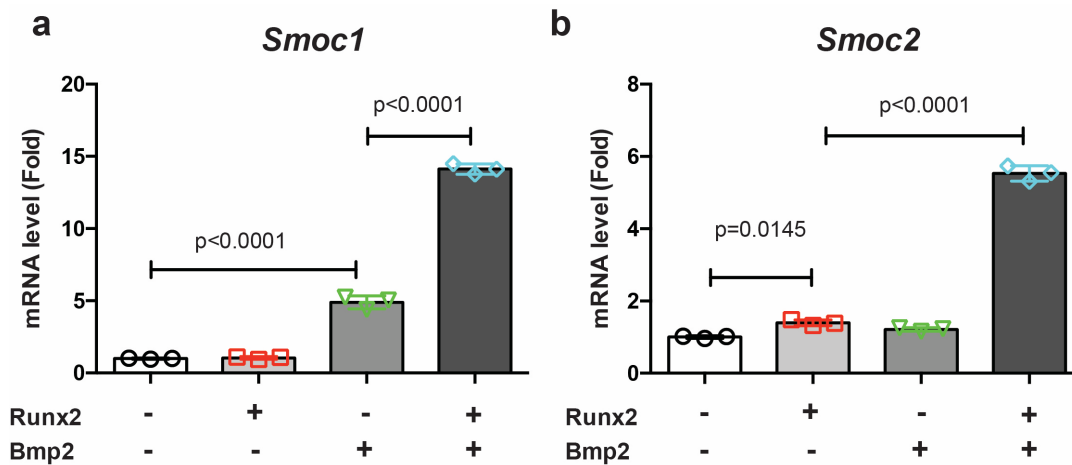 a
Smoc1
mRNA level (Fold)
20
15
10
5
0
p<0.0001
p<0.0001
Runx2 - + - +
Bmp2 - - + +
b
Smoc2
mRNA level (Fold)
8
6
4
2
0
p<0.0001
p=0.0145
Runx2 - + - +
Bmp2 - - + +